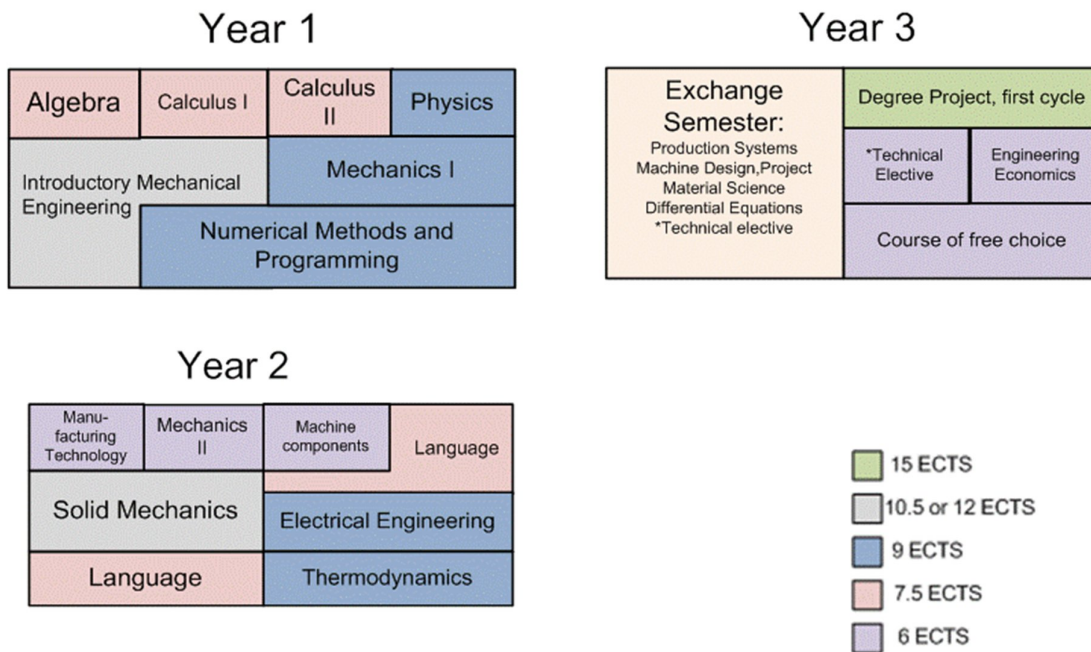 Year 1
Algebra
Calculus I
Calculus
II
Physics
Introductory Mechanical
Engineering
Mechanics I
Numerical Methods and
Programming
Year 3
Exchange
Semester:
Production Systems
Machine Design,Project
Material Science
Differential Equations
*Technical elective
Degree Project, first cycle
*Technical
Elective
Engineering
Economics
Course of free choice
Year 2
Manu-
facturing
Technology
Mechanics
II
Machine
components
Language
Solid Mechanics
Electrical Engineering
Language
Thermodynamics
15 ECTS
10.5 or 12 ECTS
9 ECTS
7.5 ECTS
6 ECTS